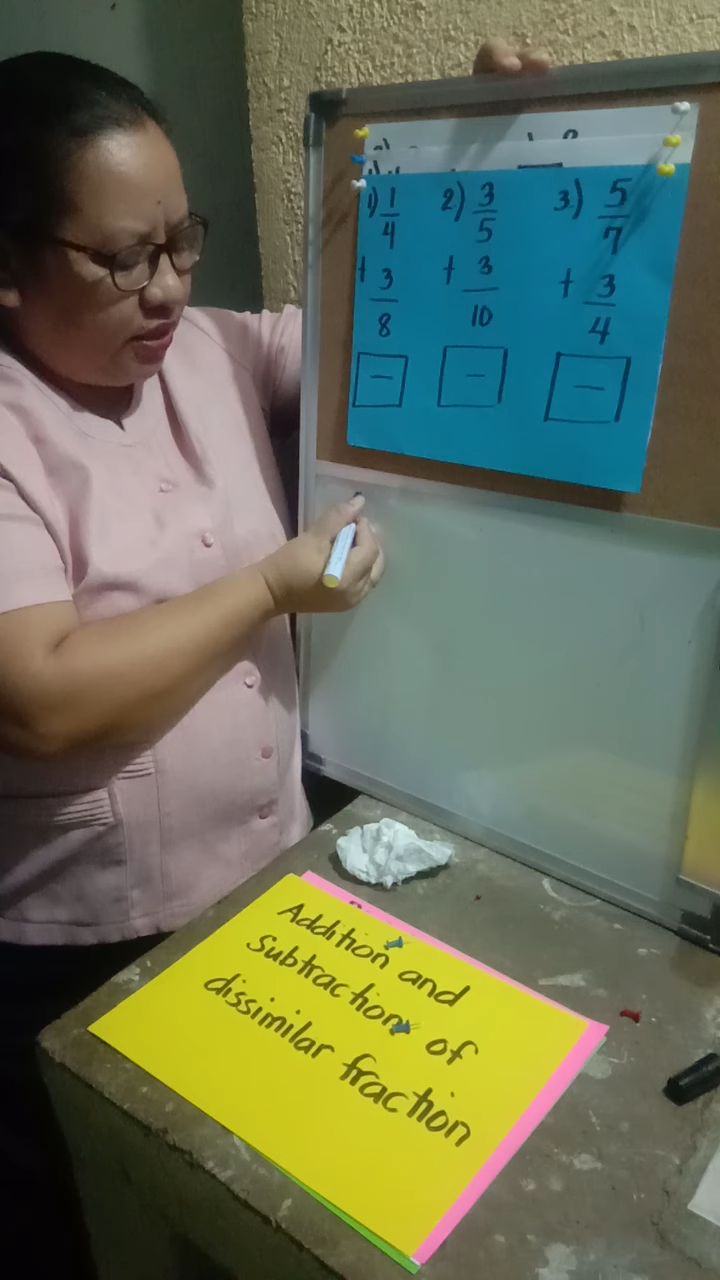 1) 1/4 2) 3/5 3) 5/7
+ 3/8 + 3/10 + 3/4
Addition and
Subtraction of
dissimilar fraction